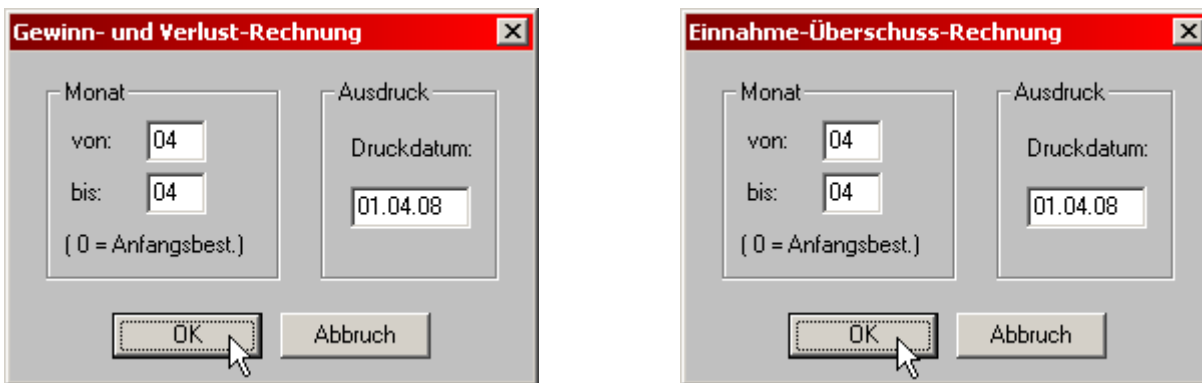 Gewinn- und Verlust-Rechnung
Monat
von: 04
bis: 04
( 0 = Anfangsbest.)
Ausdruck
Druckdatum:
01.04.08
OK
Abbruch
Einnahme-Überschuss-Rechnung
Monat
von: 04
bis: 04
( 0 = Anfangsbest.)
Ausdruck
Druckdatum:
01.04.08
OK
Abbruch